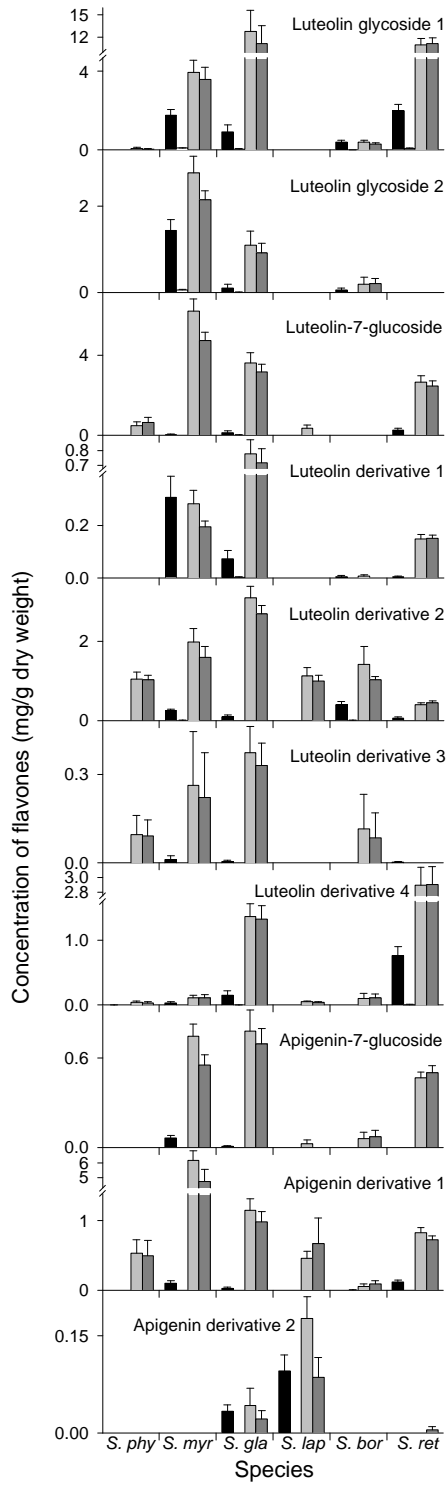 Concentration of flavones (mg/g dry weight)
Luteolin glycoside 1
15
12
4
0
Luteolin glycoside 2
2
0
Luteolin-7-glucoside
4
0
Luteolin derivative 1
0.8
0.7
0.2
0.0
Luteolin derivative 2
2
0
Luteolin derivative 3
0.3
0.0
Luteolin derivative 4
3.0
2.8
1.0
0.0
Apigenin-7-glucoside
0.6
0.0
Apigenin derivative 1
6
5
1
0
Apigenin derivative 2
0.15
0.00
S. phy S. myr S. gla S. lap S. bor S. ret
Species